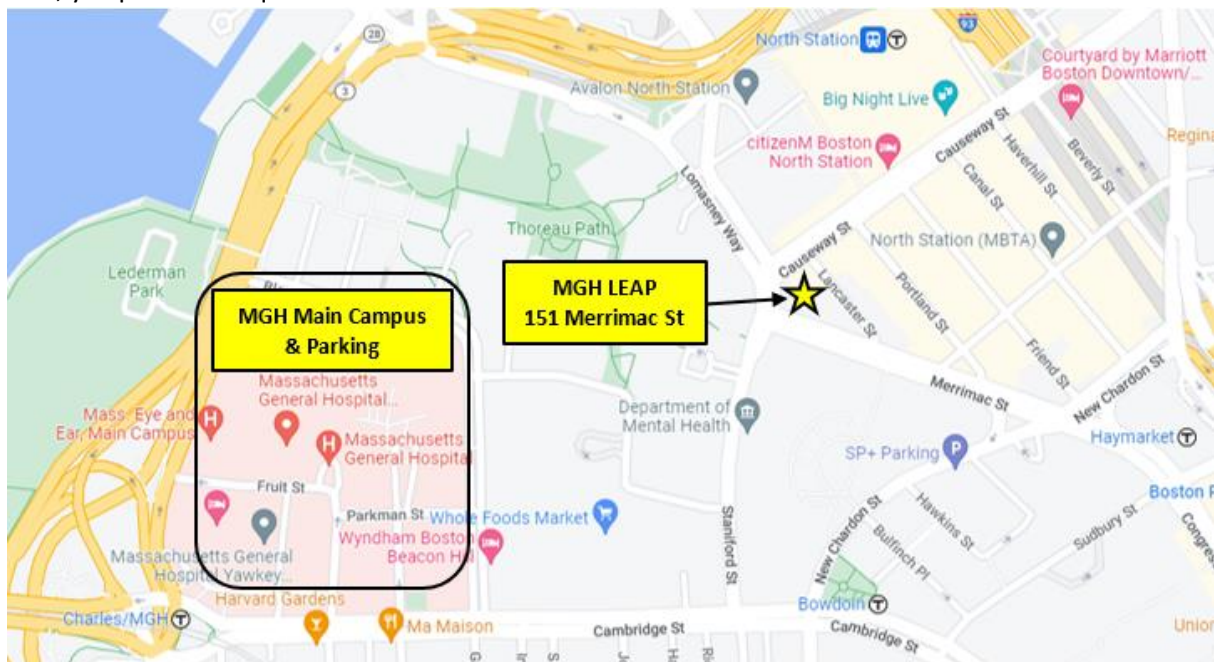 28
3
93
North Station
T
Courtyard by Marriott
Boston Downtown/...
Avalon North Station
Big Night Live
Regina
citizenM Boston
North Station
Causeway St
Haverhill St
Beverly St
Canal St
Lomasney Way
Thoreau Path
North Station (MBTA)
Causeway St
Lederman
Park
MGH Main Campus
& Parking
MGH LEAP
151 Merrimac St
Lancaster St
Portland St
Friend St
Merrimac St
New Chardon St
Massachusetts
General Hospital...
Mass. Eye and
Ear, Main Campus
H
H
Massachusetts
General Hospital
Department of
Mental Health
SP+ Parking
P
Haymarket
T
Fruit St
Parkman St
Whole Foods Market
Wyndham Boston
Beacon Hill
Massachusetts General
Hospital Yawkey...
Staniford St
New Chardon St
Hawkins St
Bulfinch Pl
Sudbury St
Congres
Boston P
Charles/MGH
T
Harvard Gardens
Ma Maison
Cambridge St
Bowdoin
T
Cambridge St
Union